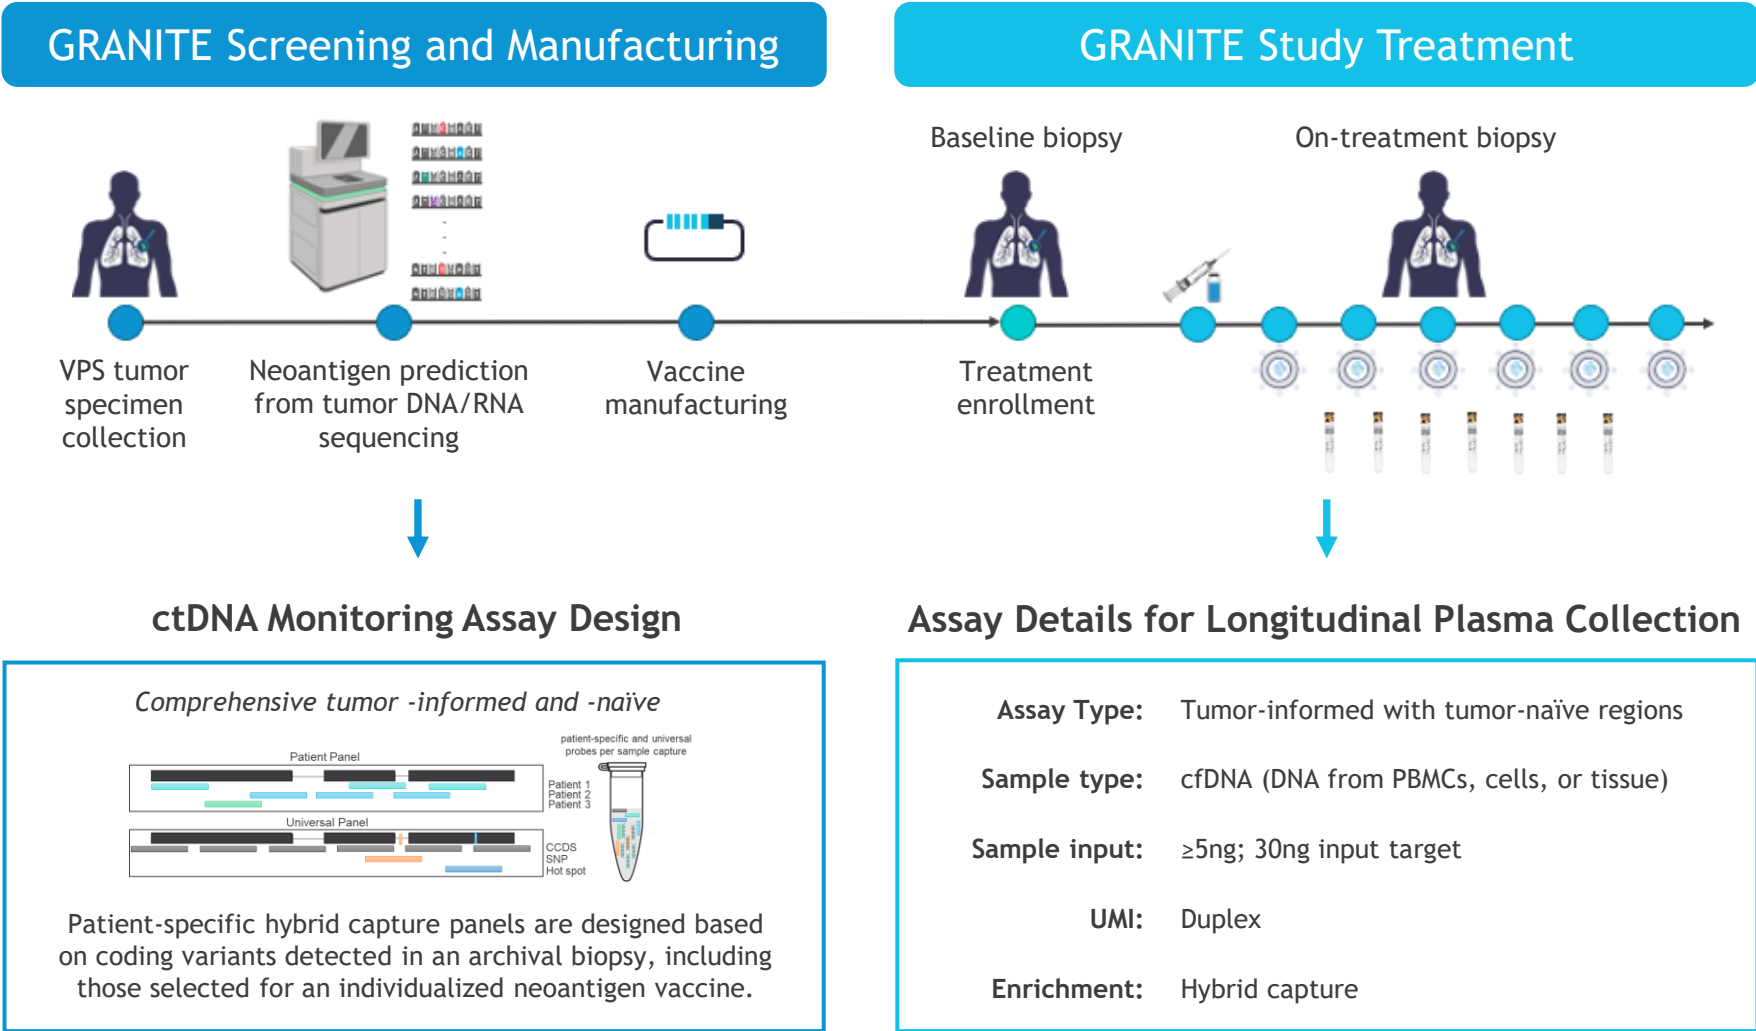 GRANITE Screening and Manufacturing
GRANITE Study Treatment
Baseline biopsy
On-treatment biopsy
VPS tumor
specimen
collection
Neoantigen prediction
from tumor DNA/RNA
sequencing
Vaccine
manufacturing
Treatment
enrollment
ctDNA Monitoring Assay Design
Comprehensive tumor -informed and -naïve
patient-specific and universal
probes per sample capture
Patient Panel
Patient 1
Patient 2
Patient 3
Universal Panel
CCDS
SNP
Hot spot
Patient-specific hybrid capture panels are designed based
on coding variants detected in an archival biopsy, including
those selected for an individualized neoantigen vaccine.
Assay Details for Longitudinal Plasma Collection
Assay Type: Tumor-informed with tumor-naïve regions
Sample type: cfDNA (DNA from PBMCs, cells, or tissue)
Sample input: ≥5ng; 30ng input target
UMI: Duplex
Enrichment: Hybrid capture